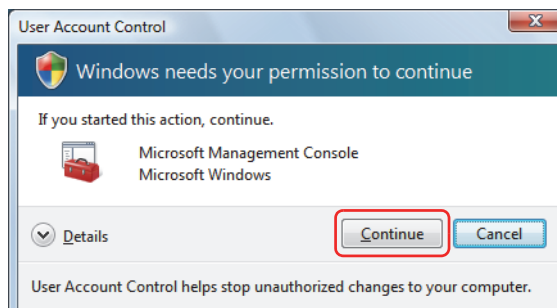 User Account Control
Windows needs your permission to continue
If you started this action, continue.
Microsoft Management Console
Microsoft Windows
Details
Continue
Cancel
User Account Control helps stop unauthorized changes to your computer.